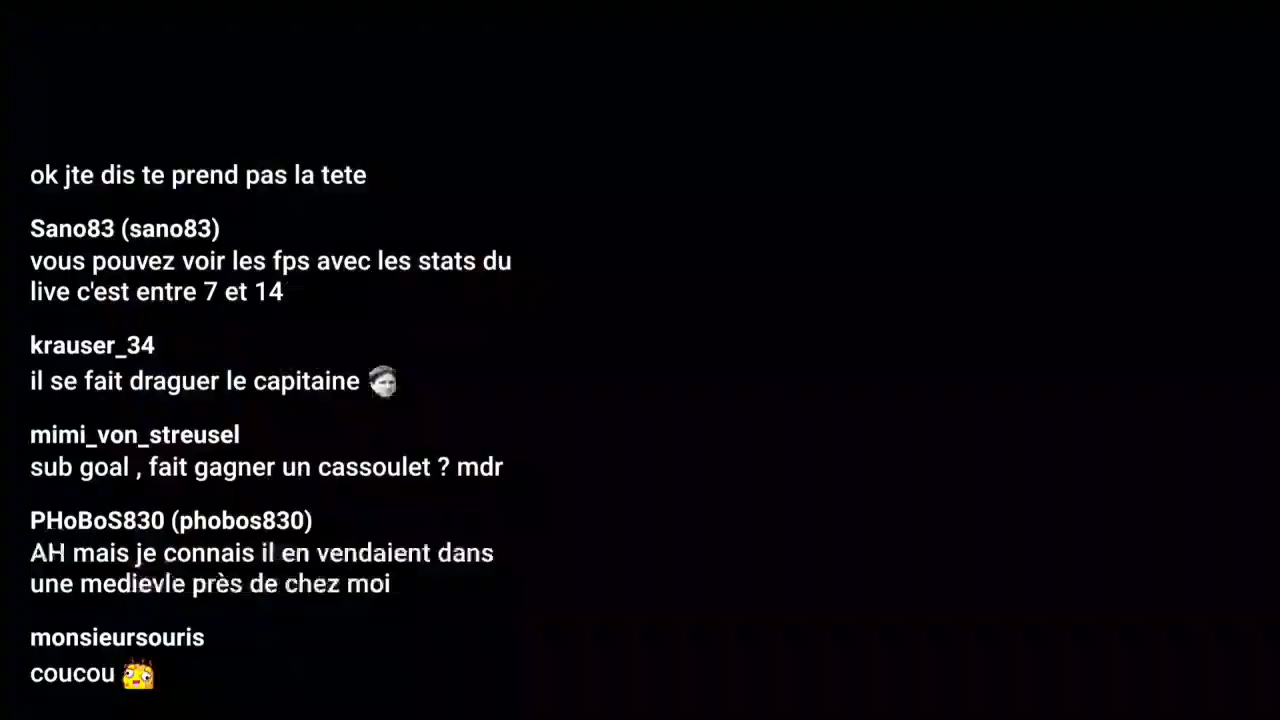 ok jte dis te prend pas la tete
Sano83 (sano83)
vous pouvez voir les fps avec les stats du
live c'est entre 7 et 14
krauser_34
il se fait draguer le capitaine
mimi_von_streusel
sub goal , fait gagner un cassoulet ? mdr
PHoBoS830 (phobos830)
AH mais je connais il en vendaient dans
une medievle près de chez moi
monsieursouris
coucou